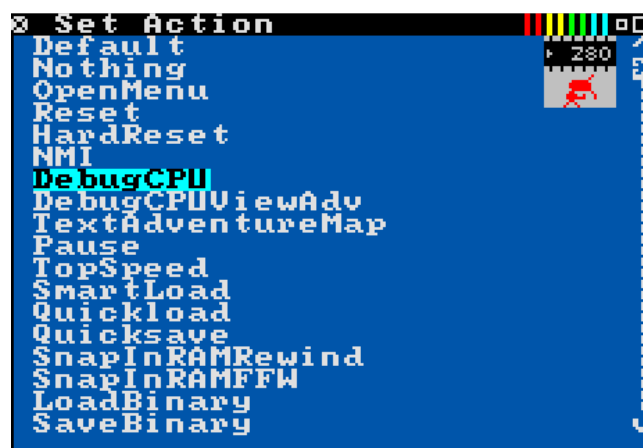 Set Action
Z80
Default
Nothing
OpenMenu
Reset
HardReset
NMI
DebugCPU
DebugCPUViewAdv
TextAdventureMap
Pause
TopSpeed
SmartLoad
Quickload
Quicksave
SnapInRAMRewind
SnapInRAMFFW
LoadBinary
SaveBinary